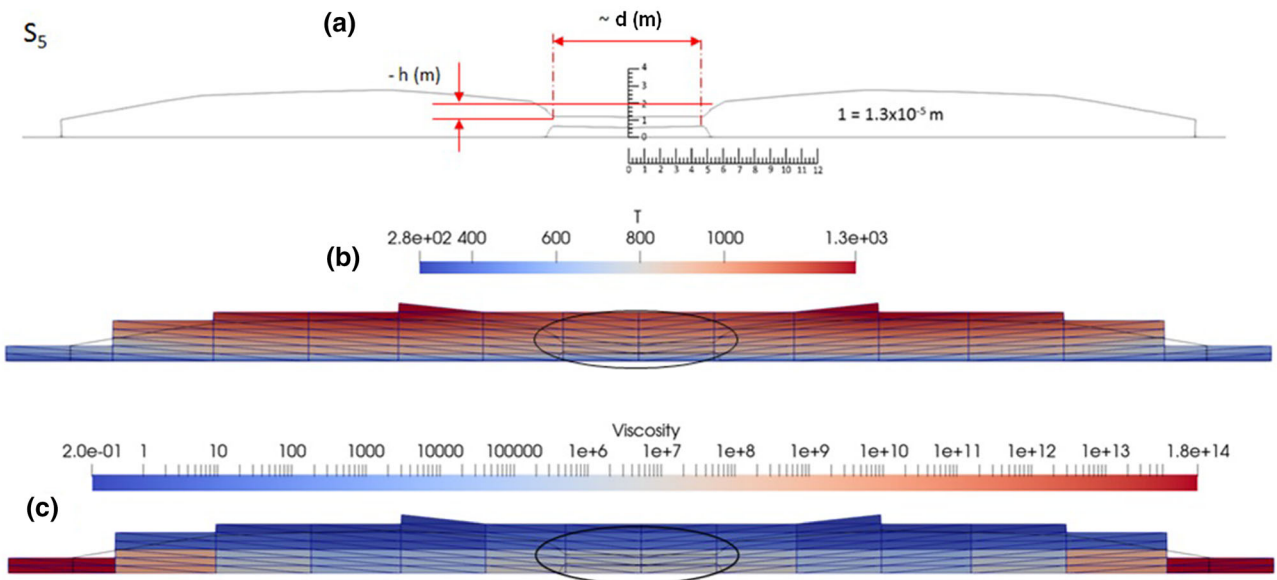 S5
(a)
~ d (m)
- h (m)
4
3
2
1
0
1 = 1.3x10-5 m
0 1 2 3 4 5 6 7 8 9 10 11 12
T
(b)
2.8e+02 400 600 800 1000 1.3e+03
Viscosity
2.0e-01 1 10 100 1000 10000 100000 1e+6 1e+7 1e+8 1e+9 1e+10 1e+11 1e+12 1e+13 1.8e+14
(c)